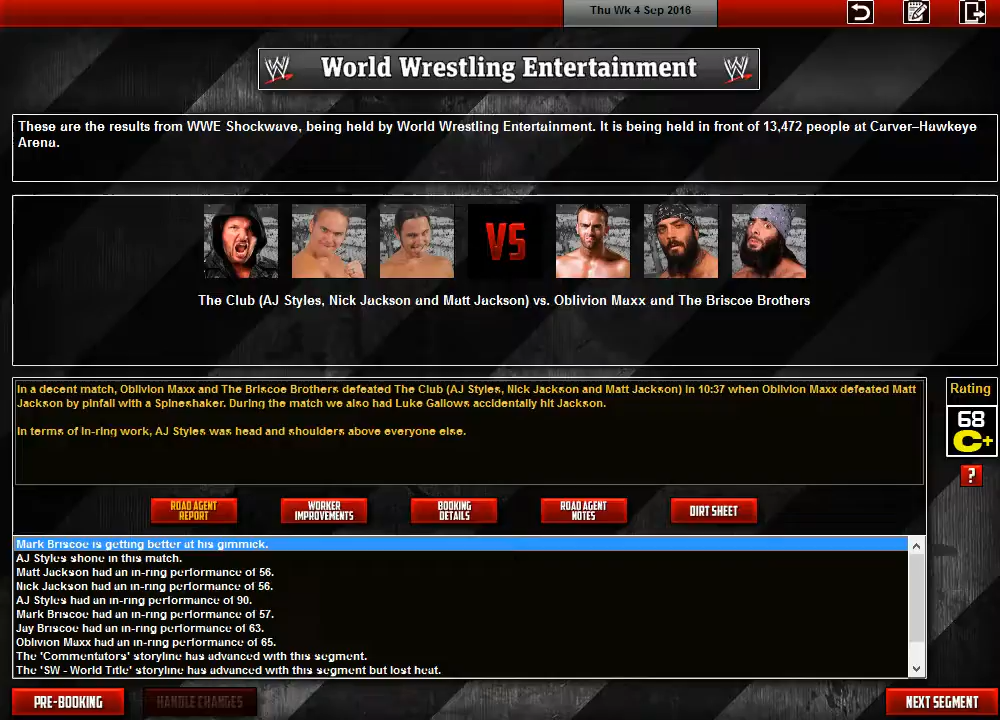 Thu Wk 4 Sep 2016
World Wrestling Entertainment
These are the results from WWE Shockwave, being held by World Wrestling Entertainment. It is being held in front of 13,472 people at Carver–Hawkeye
Arena.
VS
The Club (AJ Styles, Nick Jackson and Matt Jackson) vs. Oblivion Maxx and The Briscoe Brothers
In a decent match, Oblivion Maxx and The Briscoe Brothers defeated The Club (AJ Styles, Nick Jackson and Matt Jackson) in 10:37 when Oblivion Maxx defeated Matt
Jackson by pinfall with a Spineshaker. During the match we also had Luke Gallows accidentally hit Jackson.
In terms of in-ring work, AJ Styles was head and shoulders above everyone else.
Rating
68
C+
?
ROAD AGENT
REPORT
WORKER
IMPROVEMENTS
BOOKING
DETAILS
ROAD AGENT
NOTES
DIRT SHEET
Mark Briscoe is getting better at his gimmick.
AJ Styles shone in this match.
Matt Jackson had an in-ring performance of 56.
Nick Jackson had an in-ring performance of 56.
AJ Styles had an in-ring performance of 90.
Mark Briscoe had an in-ring performance of 57.
Jay Briscoe had an in-ring performance of 63.
Oblivion Maxx had an in-ring performance of 65.
The 'Commentators' storyline has advanced with this segment.
The 'SW - World Title' storyline has advanced with this segment but lost heat.
PRE-BOOKING
HANDLE CHANGES
NEXT SEGMENT